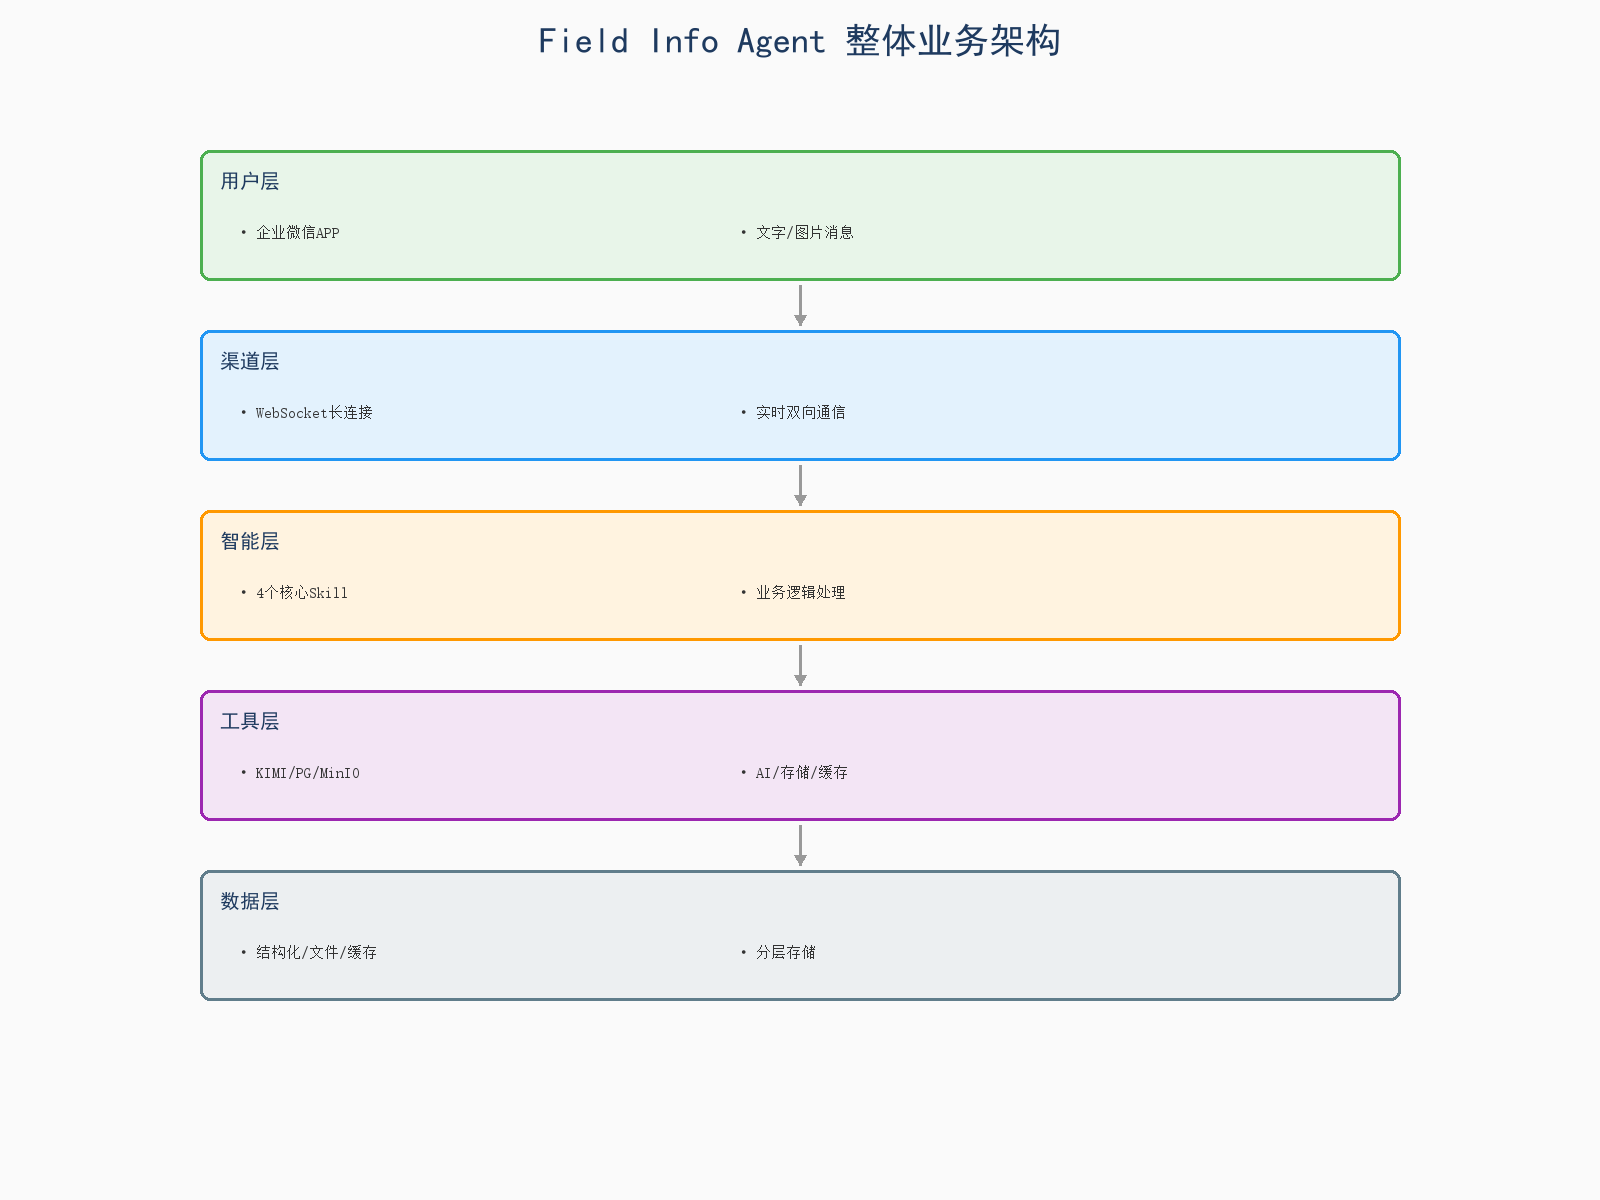 Field Info Agent 整体业务架构
用户层
• 企业微信APP
• 文字/图片消息
渠道层
• WebSocket长连接
• 实时双向通信
智能层
• 4个核心Skill
• 业务逻辑处理
工具层
• KIMI/PG/MinIO
• AI/存储/缓存
数据层
• 结构化/文件/缓存
• 分层存储